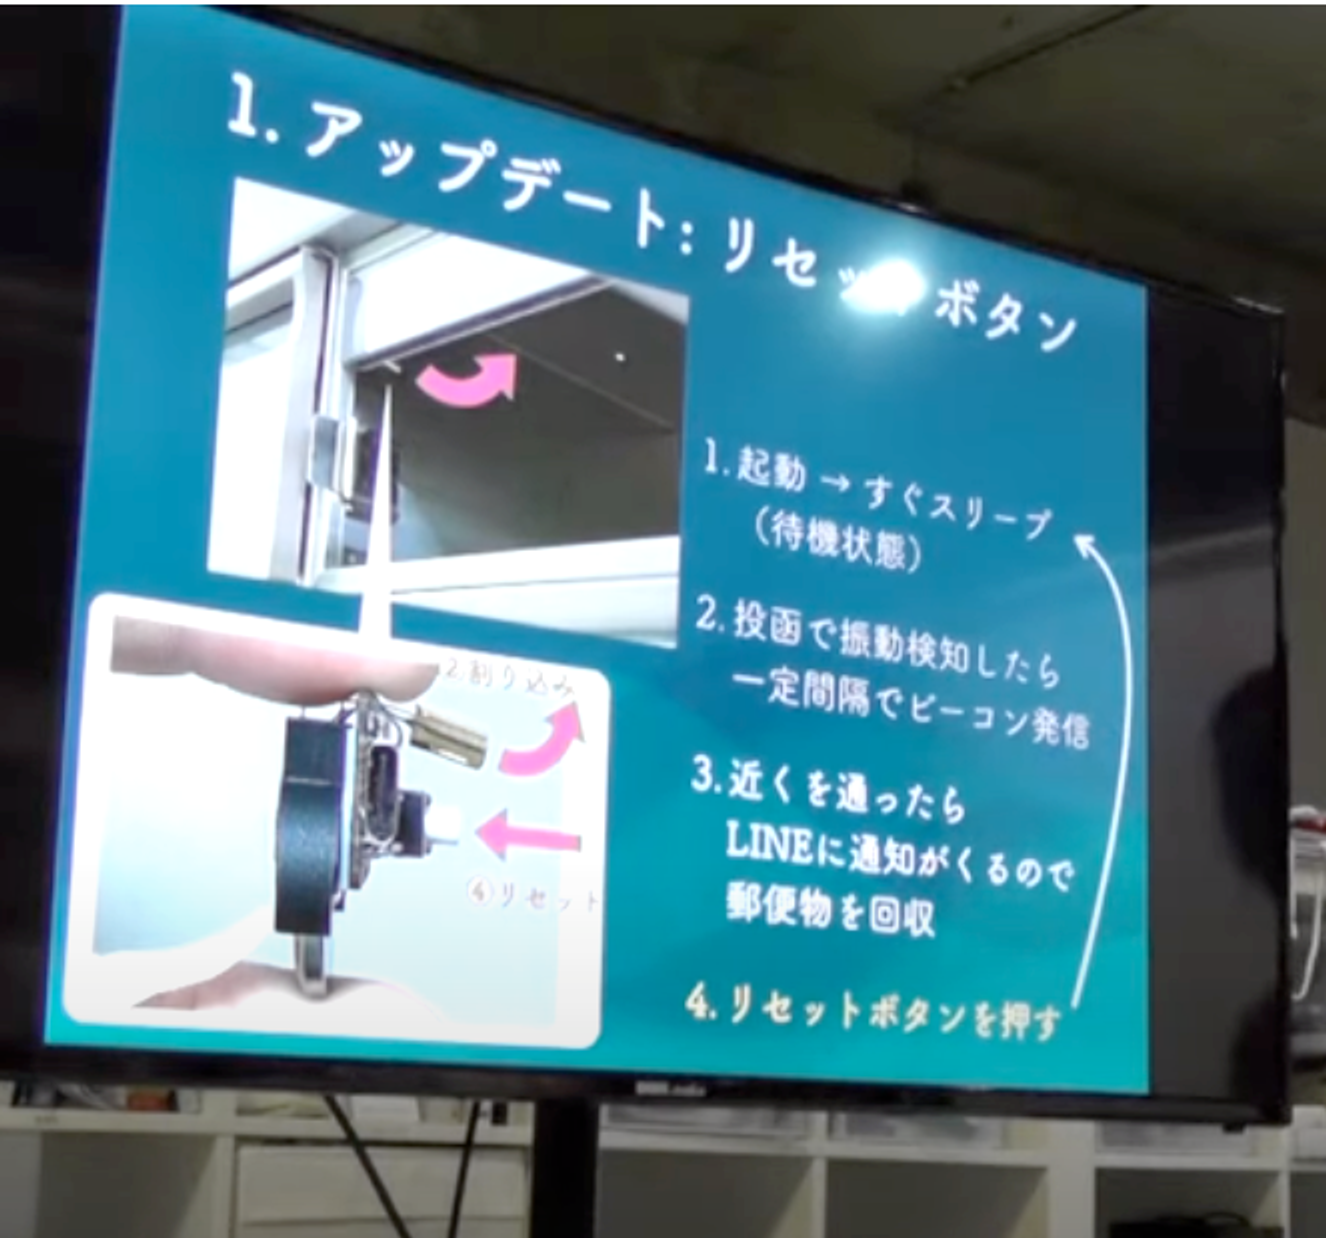 1. アップデート: リセットボタン
1. 起動 → すぐスリープ
(待機状態)
2. 投函で振動検知したら
一定間隔でビーコン発信
3. 近くを通ったら
LINEに通知がくるので
郵便物を回収
4. リセットボタンを押す
2割り込み
④リセット